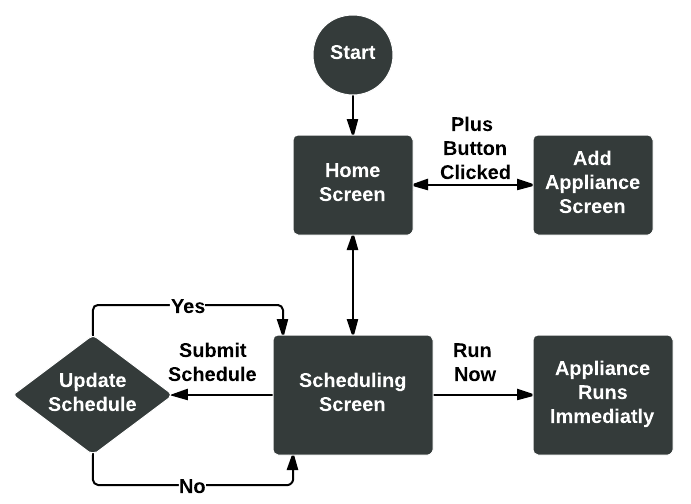 Start
Home
Screen
Plus
Button
Clicked
Add
Appliance
Screen
Yes
Update
Schedule
Submit
Schedule
Scheduling
Screen
Run
Now
Appliance
Runs
Immediatly
No